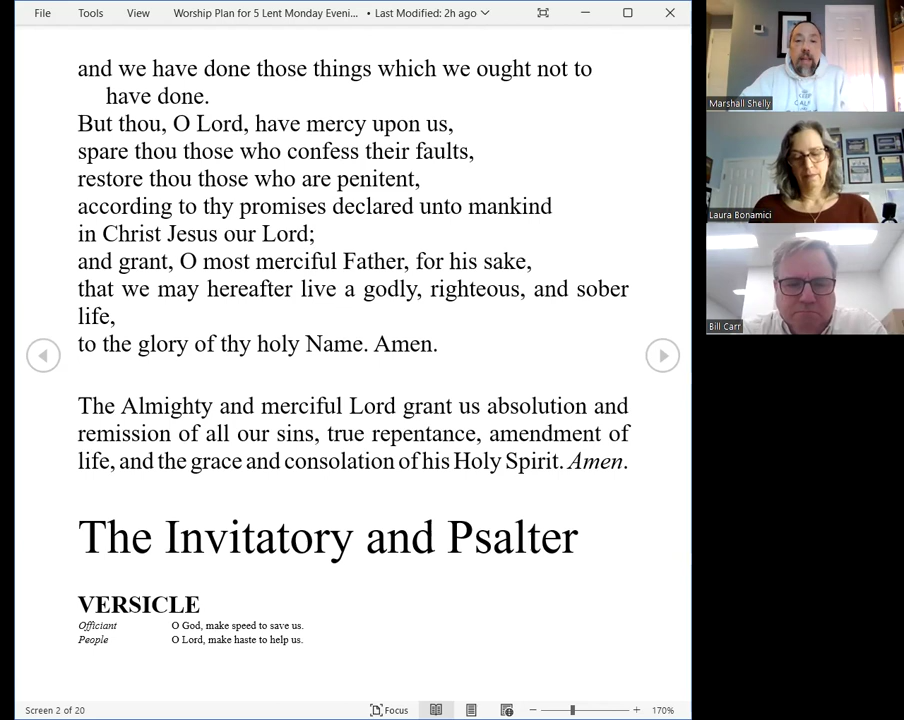 File Tools View Worship Plan for 5 Lent Monday Eveni... • Last Modified: 2h ago
and we have done those things which we ought not to
have done.
But thou, O Lord, have mercy upon us,
spare thou those who confess their faults,
restore thou those who are penitent,
according to thy promises declared unto mankind
in Christ Jesus our Lord;
and grant, O most merciful Father, for his sake,
that we may hereafter live a godly, righteous, and sober
life,
to the glory of thy holy Name. Amen.
The Almighty and merciful Lord grant us absolution and
remission of all our sins, true repentance, amendment of
life, and the grace and consolation of his Holy Spirit. Amen.
The Invitatory and Psalter
VERSICLE
Officiant O God, make speed to save us.
People O Lord, make haste to help us.
Screen 2 of 20 Focus 170%
KEEP
CALM
Marshall Shelly
Laura Bonamici
Bill Carr